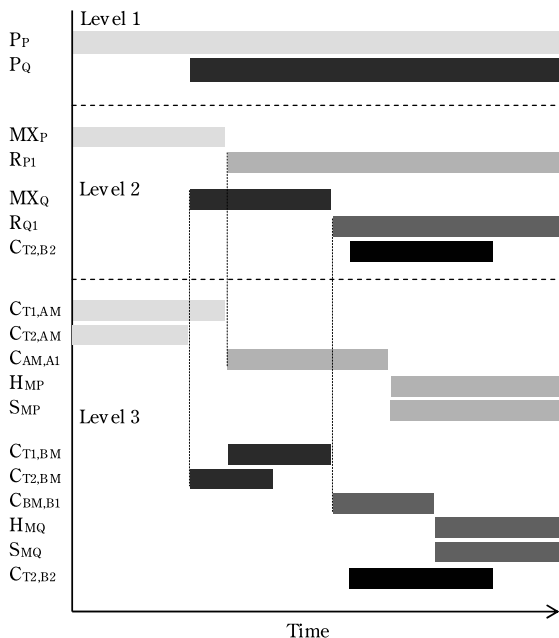 Level 1
PP
PQ
MXP
RP1
Level 2
MXQ
RQ1
CT2,B2
CT1,AM
CT2,AM
CAM,A1
HMP
SMP
Level 3
CT1,BM
CT2,BM
CBM,B1
HMQ
SMQ
CT2,B2
Time